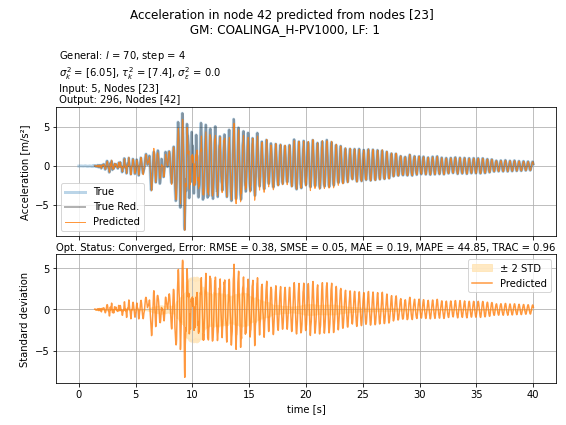 Acceleration in node 42 predicted from nodes [23]
GM: COALINGA_H-PV1000, LF: 1
General: l = 70, step = 4
σ²ₖ = [6.05], τ²ₖ = [7.4], σ²ε = 0.0
Input: 5, Nodes [23]
Output: 296, Nodes [42]
Acceleration [m/s²]
5
0
−5
True
True Red.
Predicted
Opt. Status: Converged, Error: RMSE = 0.38, SMSE = 0.05, MAE = 0.19, MAPE = 44.85, TRAC = 0.96
Standard deviation
5
0
−5
± 2 STD
Predicted
0 5 10 15 20 25 30 35 40
time [s]